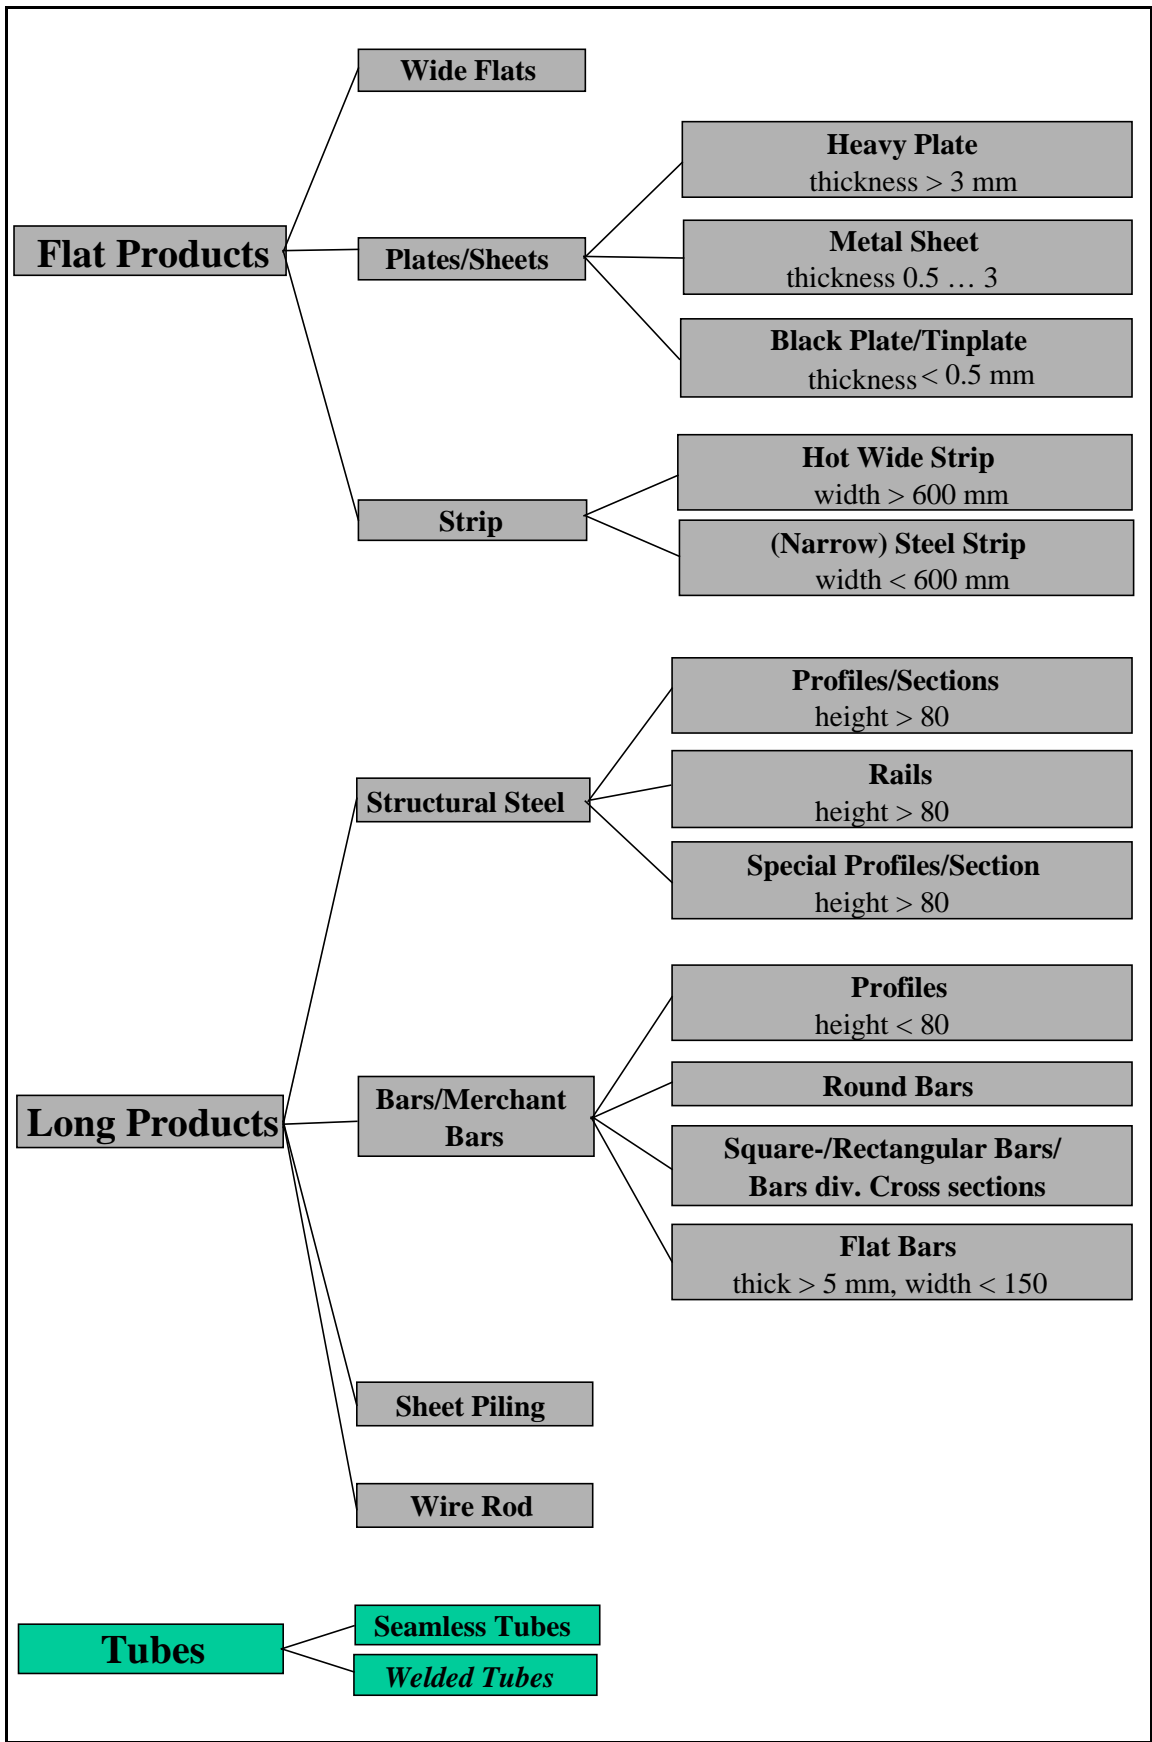 Wide Flats
Heavy Plate
thickness > 3 mm
Flat Products
Plates/Sheets
Metal Sheet
thickness 0.5 … 3
Black Plate/Tinplate
thickness < 0.5 mm
Strip
Hot Wide Strip
width > 600 mm
(Narrow) Steel Strip
width < 600 mm
Profiles/Sections
height > 80
Structural Steel
Rails
height > 80
Special Profiles/Section
height > 80
Profiles
height < 80
Long Products
Bars/Merchant
Bars
Round Bars
Square-/Rectangular Bars/
Bars div. Cross sections
Flat Bars
thick > 5 mm, width < 150
Sheet Piling
Wire Rod
Tubes
Seamless Tubes
Welded Tubes